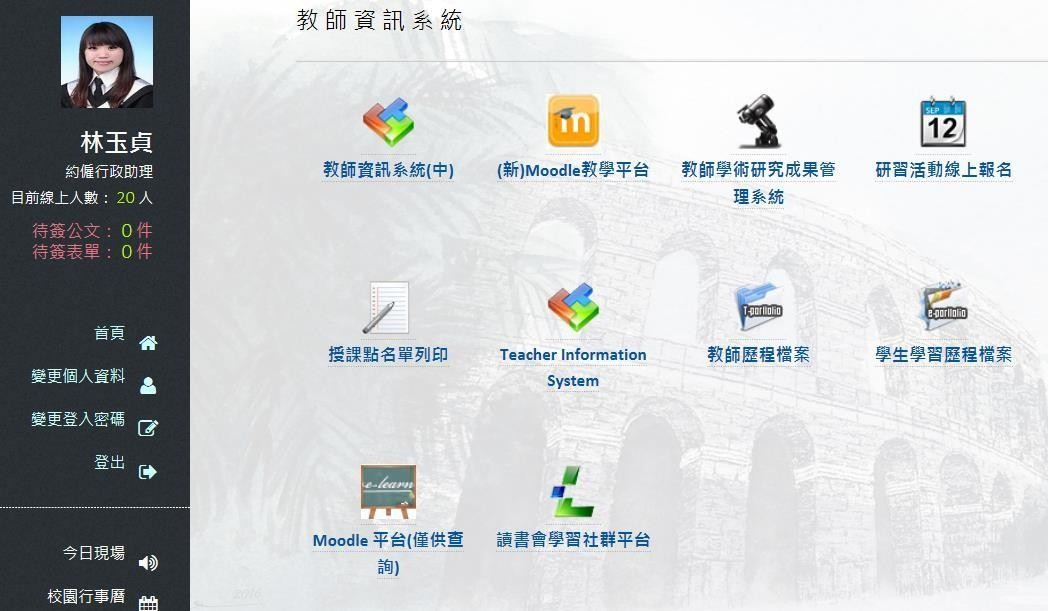 林玉貞
約僱行政助理
目前線上人數：20 人
待簽公文：0 件
待簽表單：0 件
首頁
變更個人資料
變更登入密碼
登出
今日現場
校園行事曆
教師資訊系統
教師資訊系統(中)
(新)Moodle教學平台
教師學術研究成果管
理系統
SEP
12
研習活動線上報名
授課點名單列印
Teacher Information
System
T-portfolio
教師歷程檔案
e-portfolio
學生學習歷程檔案
e-learn
Moodle 平台(僅供查
詢)
讀書會學習社群平台
2016